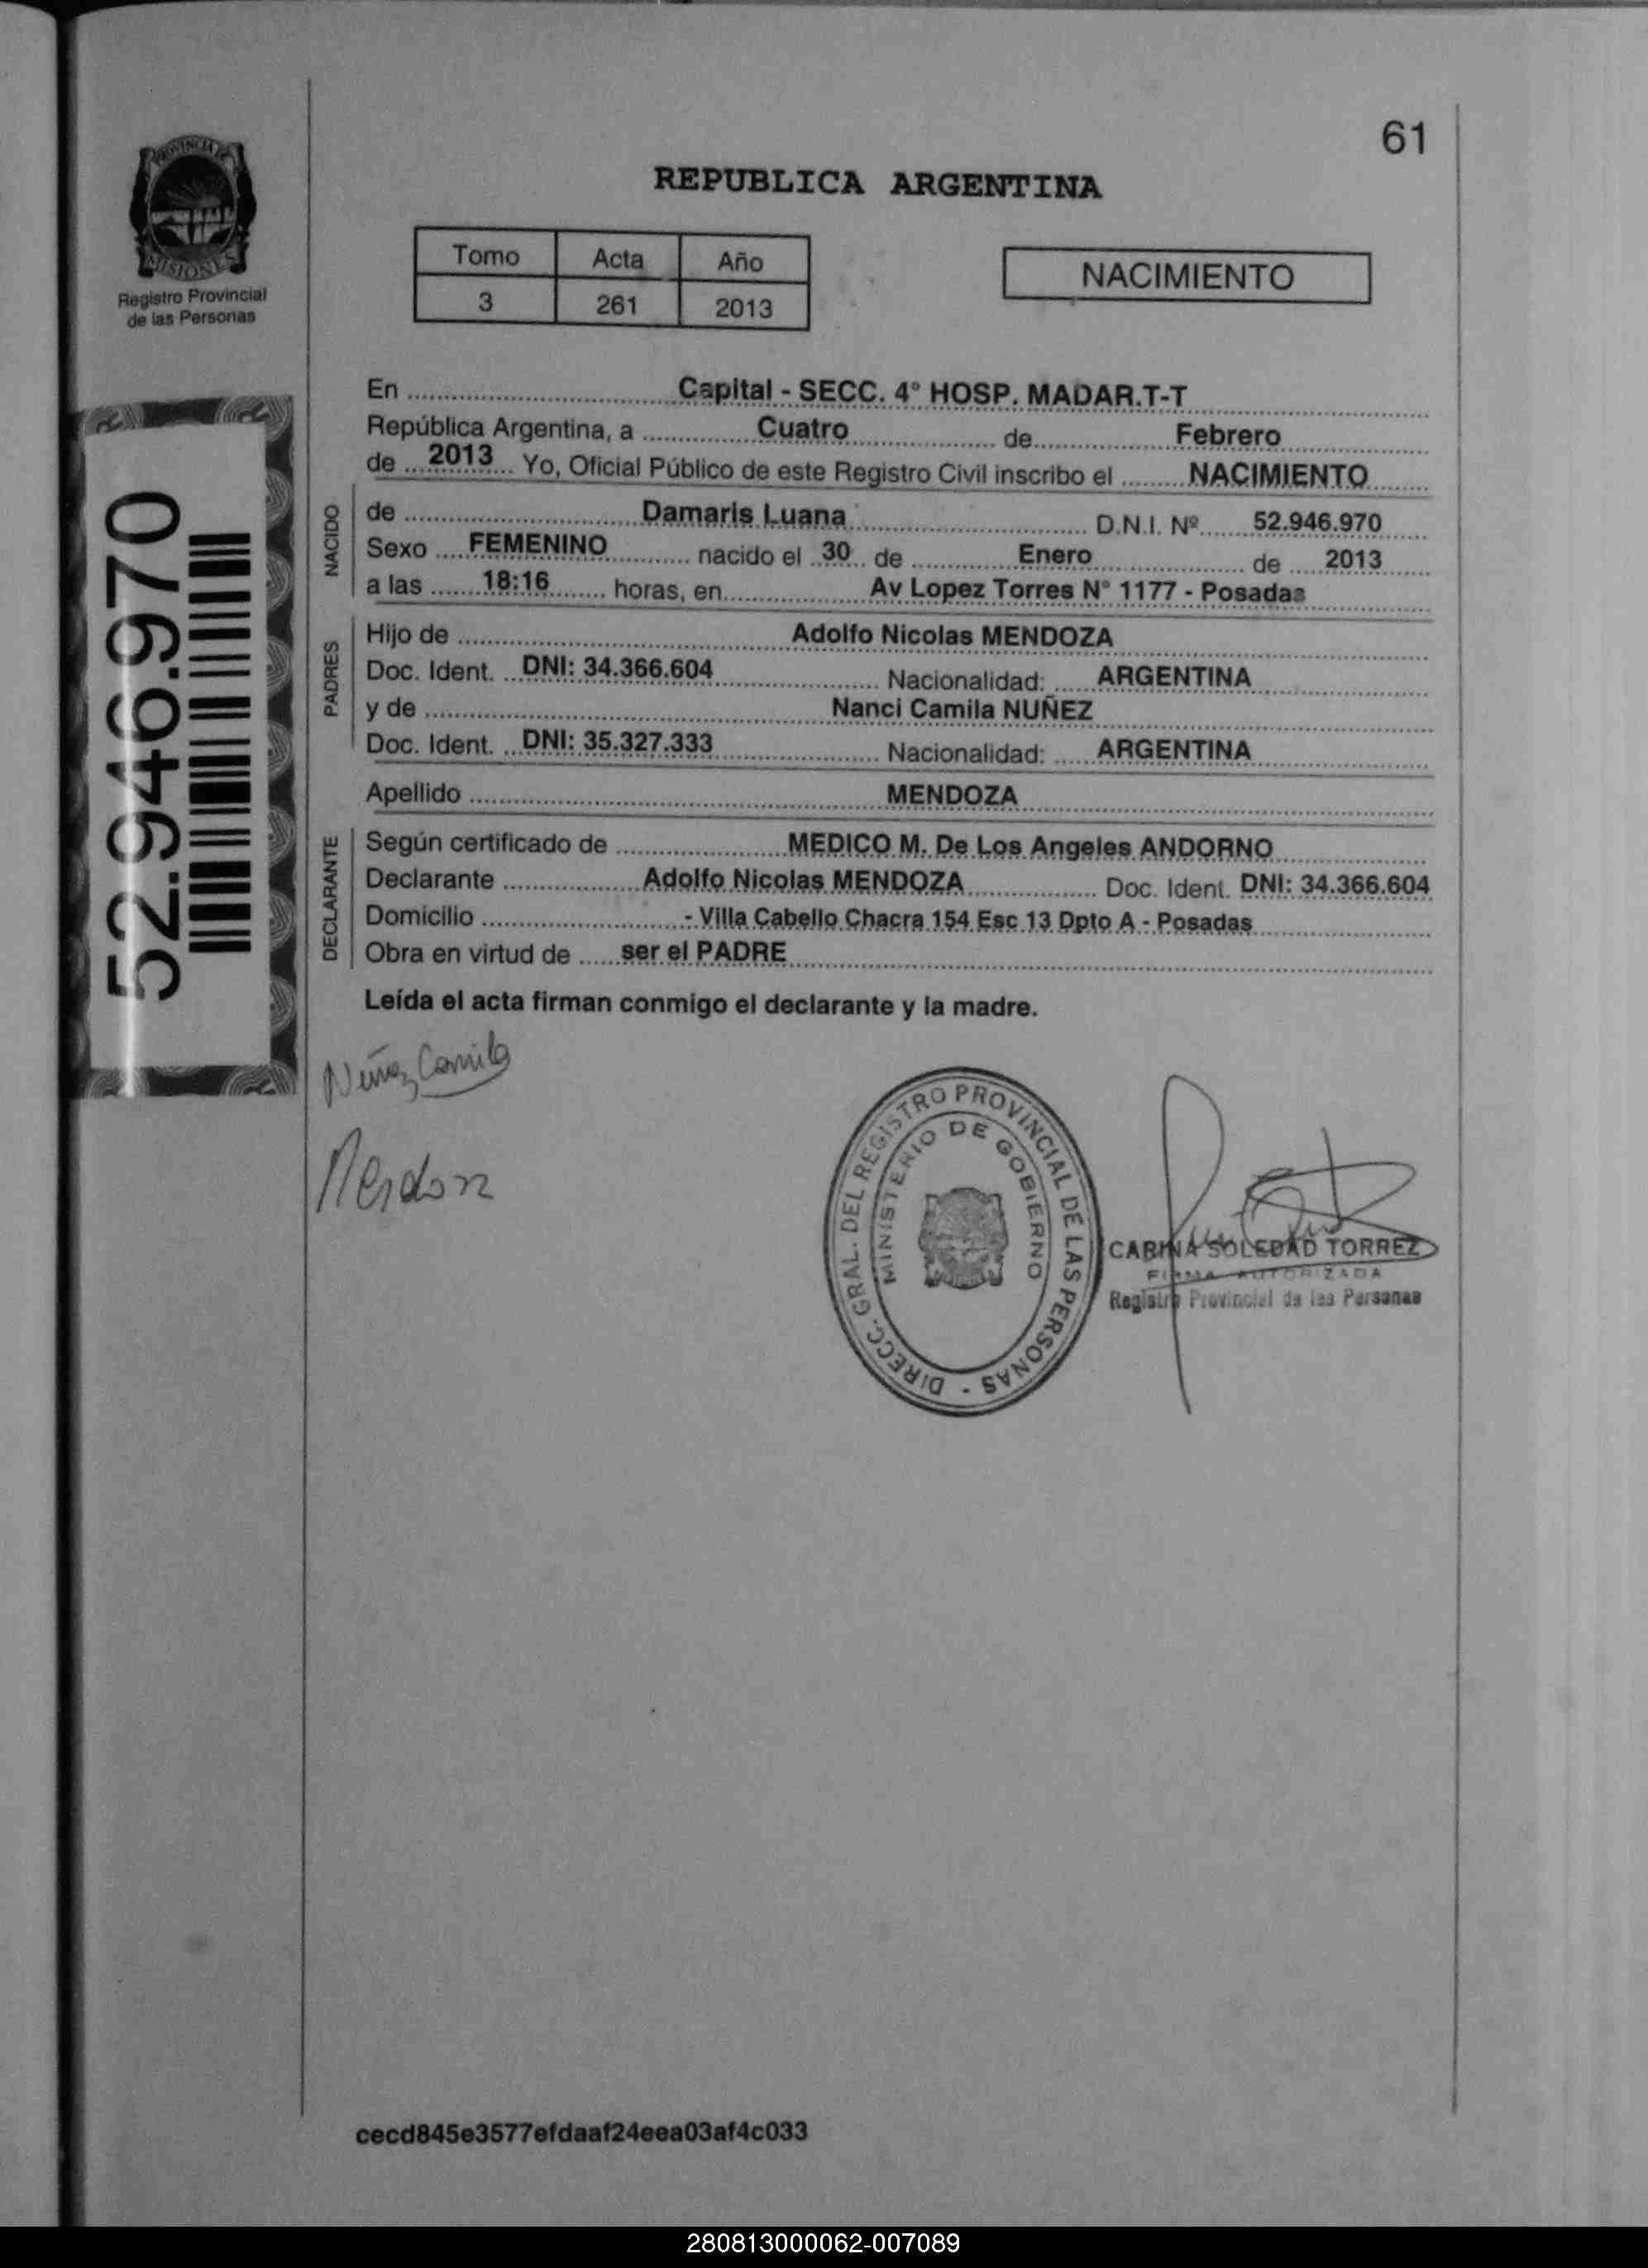 61
REPUBLICA ARGENTINA
PROVINCIA DE
MISIONES
Registro Provincial
de las Personas
Tomo Acta Año
3 261 2013
NACIMIENTO
52.946.970
En Capital - SECC. 4° HOSP. MADAR.T-T
República Argentina, a Cuatro de Febrero
de 2013 Yo, Oficial Público de este Registro Civil inscribo el NACIMIENTO
NACIDO
de Damaris Luana D.N.I. Nº 52.946.970
Sexo FEMENINO nacido el 30 de Enero de 2013
a las 18:16 horas, en Av Lopez Torres N° 1177 - Posadas
PADRES
Hijo de Adolfo Nicolas MENDOZA
Doc. Ident. DNI: 34.366.604 Nacionalidad: ARGENTINA
y de Nanci Camila NUÑEZ
Doc. Ident. DNI: 35.327.333 Nacionalidad: ARGENTINA
Apellido MENDOZA
DECLARANTE
Según certificado de MEDICO M. De Los Angeles ANDORNO
Declarante Adolfo Nicolas MENDOZA Doc. Ident. DNI: 34.366.604
Domicilio - Villa Cabello Chacra 154 Esc 13 Dpto A - Posadas
Obra en virtud de ser el PADRE
Leída el acta firman conmigo el declarante y la madre.
Núñez Camila
DIRECC. GRAL. DEL REGISTRO PROVINCIAL DE LAS PERSONAS -
MINISTERIO DE GOBIERNO
CARINA SOLEDAD TORREZ
FIRMA AUTORIZADA
Registro Provincial de las Personas
cecd845e3577efdaaf24eea03af4c033
280813000062-007089